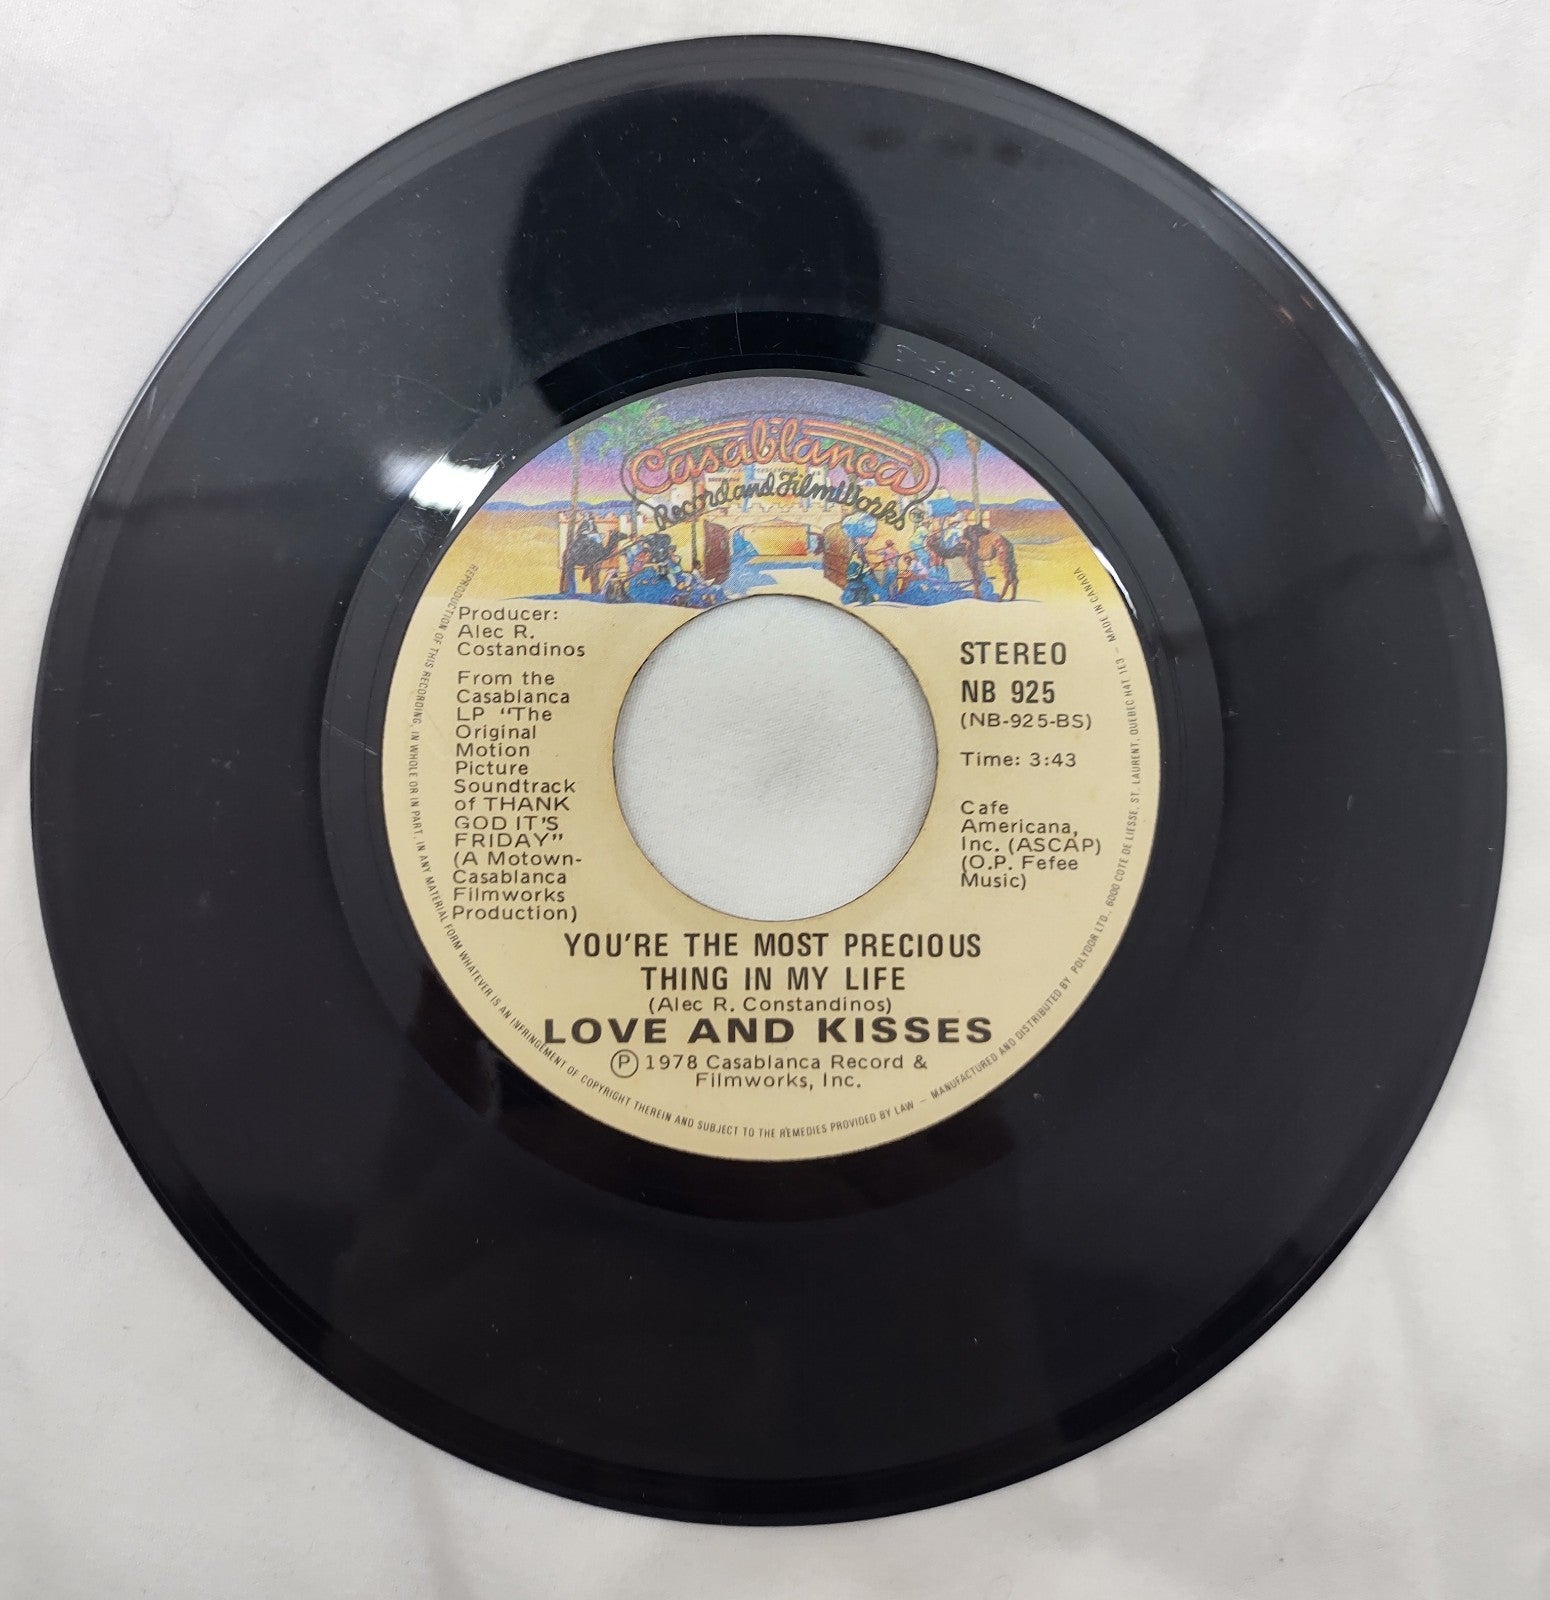 Casablanca
Record and FilmWorks
Producer:
Alec R.
Costandinos
From the
Casablanca
LP "The
Original
Motion
Picture
Soundtrack
of THANK
GOD IT'S
FRIDAY"
(A Motown-
Casablanca
Filmworks
Production)
STEREO
NB 925
(NB-925-BS)
Time: 3:43
Cafe
Americana,
Inc. (ASCAP)
(O.P. Fefee
Music)
YOU'RE THE MOST PRECIOUS
THING IN MY LIFE
(Alec R. Constandinos)
LOVE AND KISSES
℗ 1978 Casablanca Record &
Filmworks, Inc.
REPRODUCTION OF THIS RECORDING, IN WHOLE OR IN PART, IN ANY MATERIAL FORM WHATEVER IS AN INFRINGEMENT OF COPYRIGHT THEREIN AND SUBJECT TO THE REMEDIES PROVIDED BY LAW – MANUFACTURED AND DISTRIBUTED BY POLYDOR LTD., 6000 COTE DE LIESSE, ST. LAURENT, QUEBEC H4T 1E3 – MADE IN CANADA